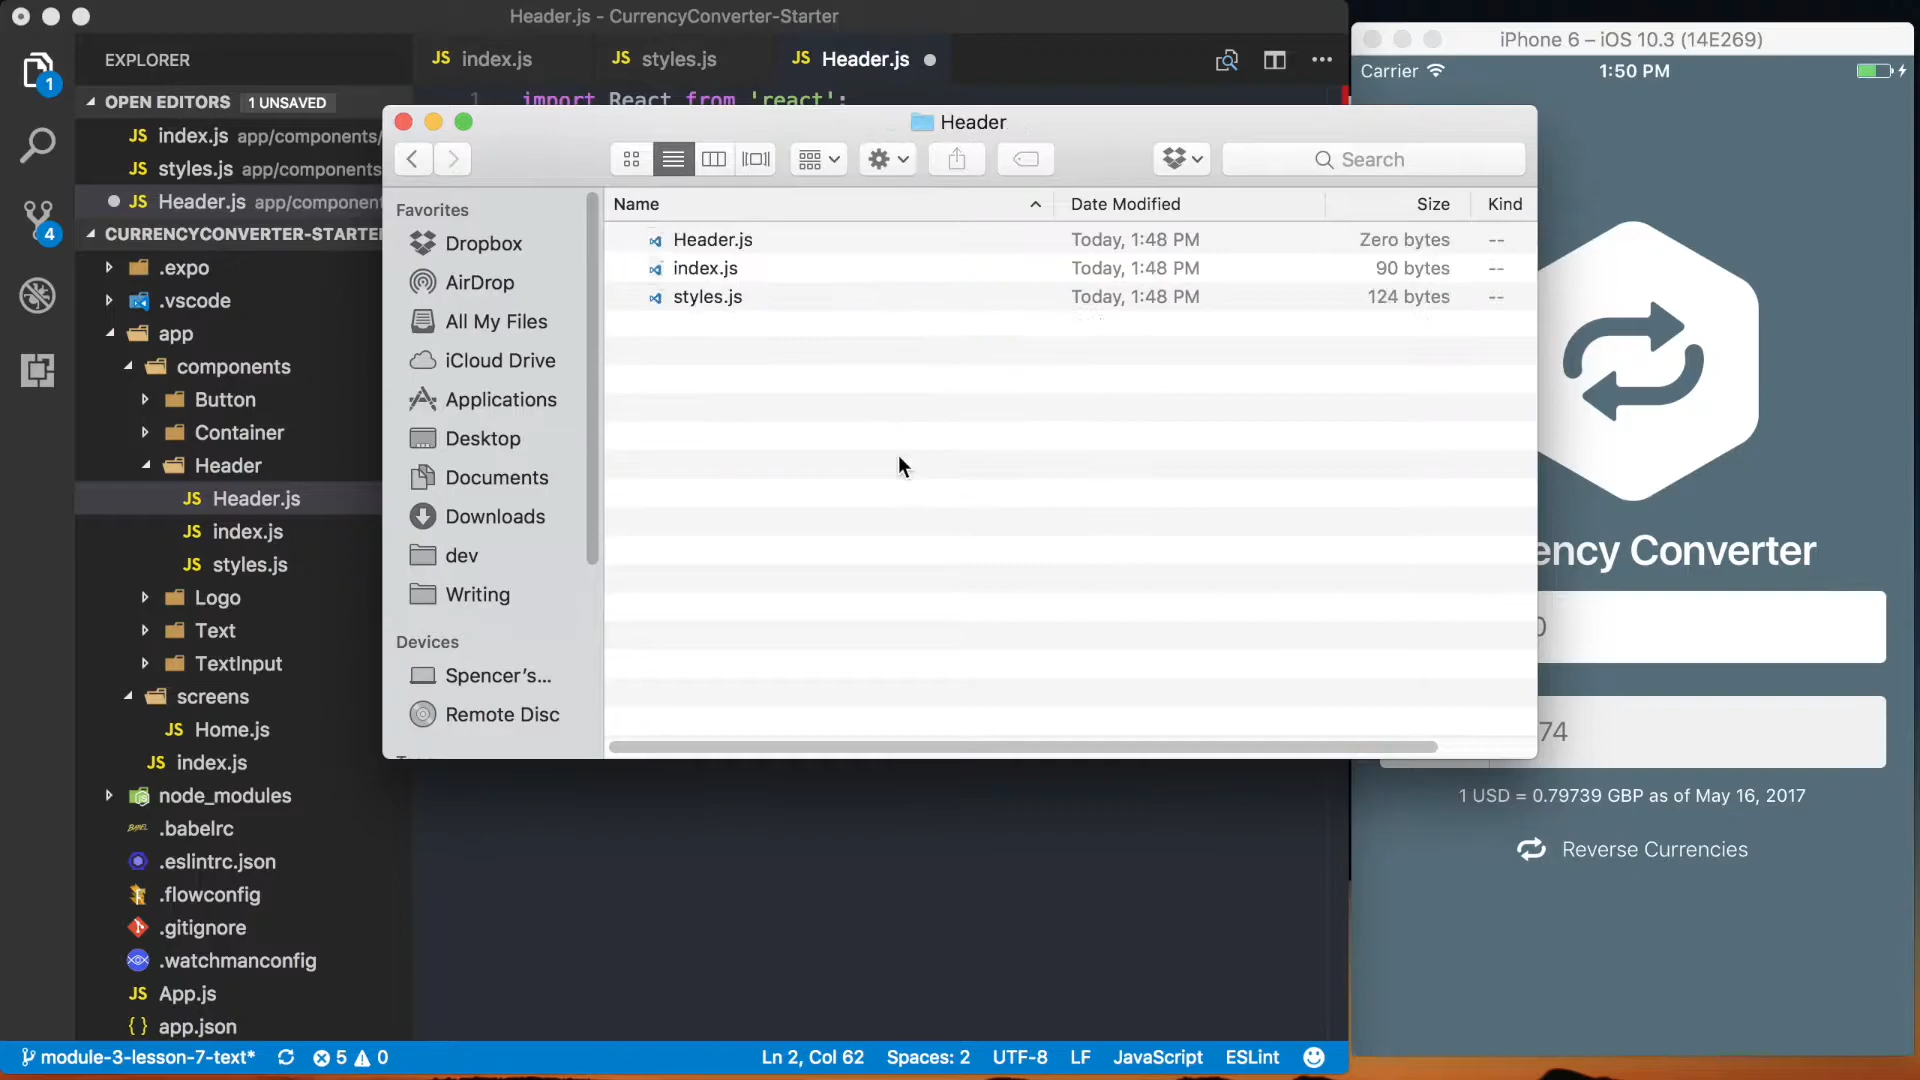 Header.js - CurrencyConverter-Starter
EXPLORER
OPEN EDITORS 1 UNSAVED
JS index.js app/components/
JS styles.js app/components
JS Header.js app/component
CURRENCYCONVERTER-STARTER
.expo
.vscode
app
components
Button
Container
Header
JS Header.js
JS index.js
JS styles.js
Logo
Text
TextInput
screens
JS Home.js
JS index.js
node_modules
.babelrc
.eslintrc.json
.flowconfig
.gitignore
.watchmanconfig
JS App.js
{ } app.json
1
4
JS index.js
JS styles.js
JS Header.js
1 import React from 'react';
Header
Search
Favorites
Dropbox
AirDrop
All My Files
iCloud Drive
Applications
Desktop
Documents
Downloads
dev
Writing
Devices
Spencer's...
Remote Disc
Name Date Modified Size Kind
Header.js Today, 1:48 PM Zero bytes --
index.js Today, 1:48 PM 90 bytes --
styles.js Today, 1:48 PM 124 bytes --
iPhone 6 – iOS 10.3 (14E269)
Carrier 1:50 PM
ency Converter
0
74
1 USD = 0.79739 GBP as of May 16, 2017
Reverse Currencies
module-3-lesson-7-text* 5 0 Ln 2, Col 62 Spaces: 2 UTF-8 LF JavaScript ESLint